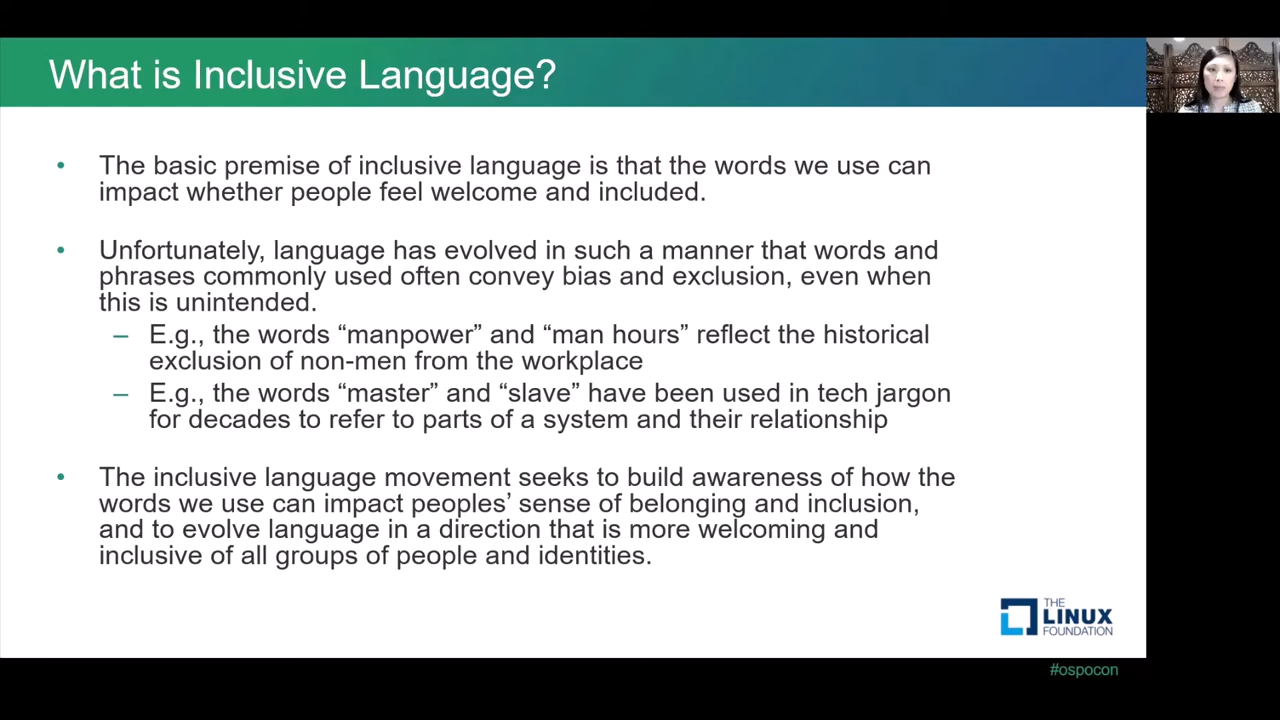 What is Inclusive Language?
• The basic premise of inclusive language is that the words we use can
impact whether people feel welcome and included.
• Unfortunately, language has evolved in such a manner that words and
phrases commonly used often convey bias and exclusion, even when
this is unintended.
– E.g., the words “manpower” and “man hours” reflect the historical
exclusion of non-men from the workplace
– E.g., the words “master” and “slave” have been used in tech jargon
for decades to refer to parts of a system and their relationship
• The inclusive language movement seeks to build awareness of how the
words we use can impact peoples’ sense of belonging and inclusion,
and to evolve language in a direction that is more welcoming and
inclusive of all groups of people and identities.
THE
LINUX
FOUNDATION
#ospocon